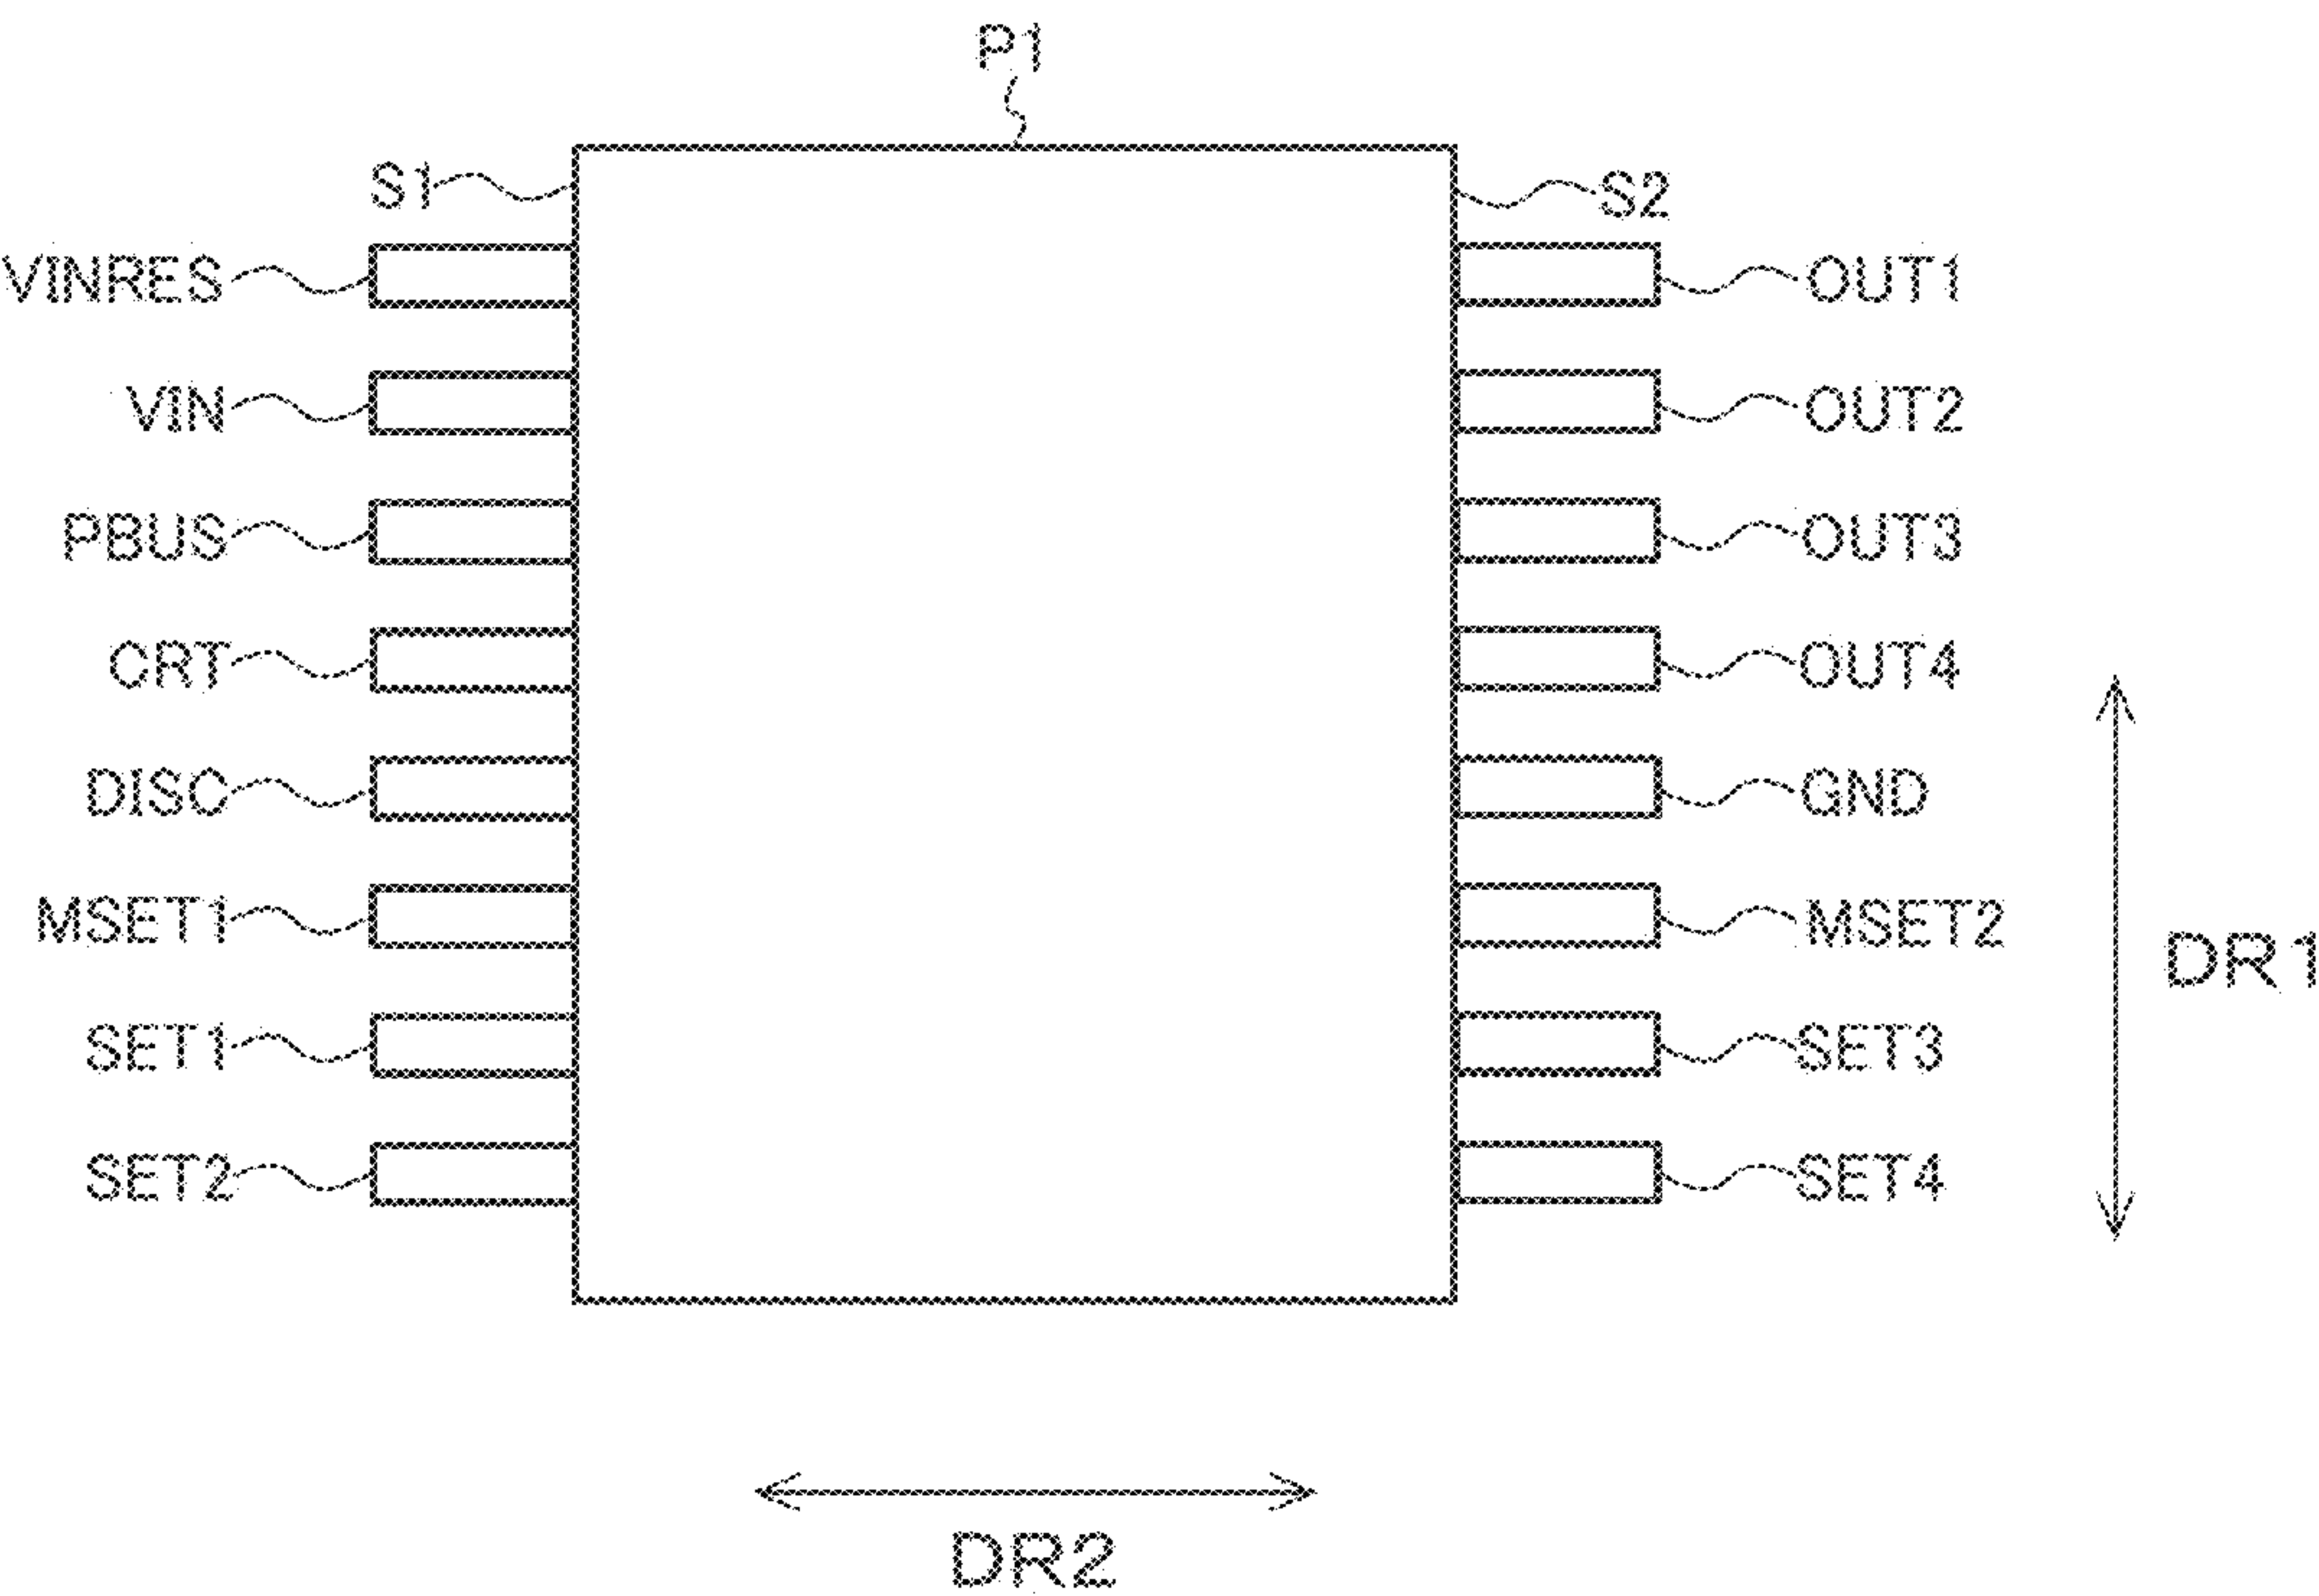 P1
S1 S2
VINRES OUT1
VIN OUT2
PBUS OUT3
CRT OUT4
DISC GND
MSET1 MSET2
DR1
SET1 SET3
SET2 SET4
DR2